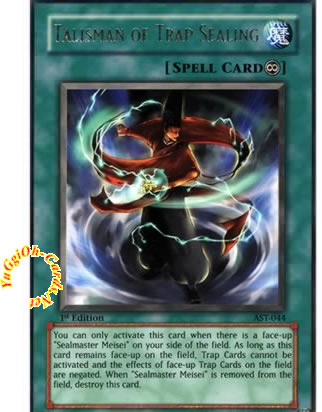 Talisman of Trap Sealing
[Spell Card]
YuGgiOh-Cards.Net
1st Edition
AST-044
You can only activate this card when there is a face-up
"Sealmaster Meisei" on your side of the field. As long as this
card remains face-up on the field, Trap Cards cannot be
activated and the effects of face-up Trap Cards on the field
are negated. When "Sealmaster Meisei" is removed from the
field, destroy this card.